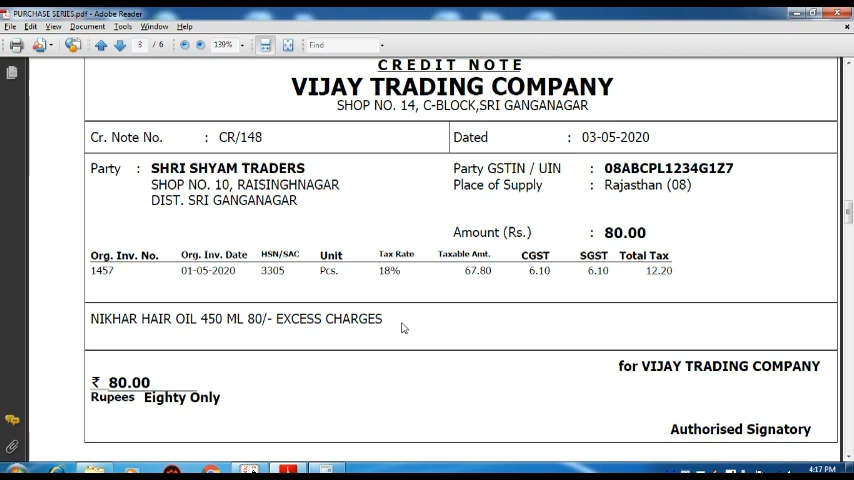 PURCHASE SERIES.pdf - Adobe Reader
File Edit View Document Tools Window Help
3 / 6 139% Find
CREDIT NOTE
VIJAY TRADING COMPANY
SHOP NO. 14, C-BLOCK,SRI GANGANAGAR
Cr. Note No. : CR/148 Dated : 03-05-2020
Party : SHRI SHYAM TRADERS Party GSTIN / UIN : 08ABCPL1234G1Z7
SHOP NO. 10, RAISINGHNAGAR Place of Supply : Rajasthan (08)
DIST. SRI GANGANAGAR
Amount (Rs.) : 80.00
Org. Inv. No. Org. Inv. Date HSN/SAC Unit Tax Rate Taxable Amt. CGST SGST Total Tax
1457 01-05-2020 3305 Pcs. 18% 67.80 6.10 6.10 12.20
NIKHAR HAIR OIL 450 ML 80/- EXCESS CHARGES
for VIJAY TRADING COMPANY
₹ 80.00
Rupees Eighty Only
Authorised Signatory
4:17 PM